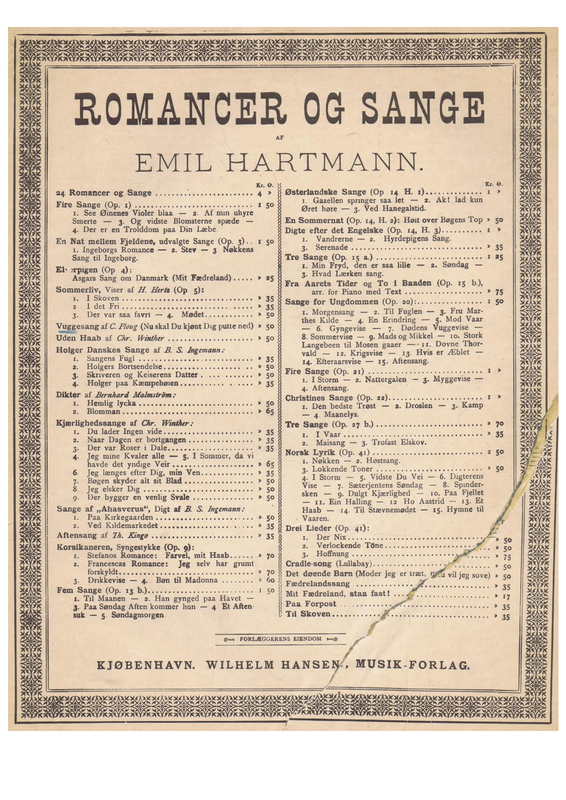 ROMANCER OG SANGE
AF
EMIL HARTMANN.
Kr. Ø.
24 Romancer og Sange 4 »
Fire Sange (Op. 1) 1 50
1. See Øinenes Violer blaa — 2. Af min uhyre
Smerte — 3. Og vidste Blomsterne spæde —
4. Der er en Trolddom paa Din Læbe
En Nat mellem Fjeldene, udvalgte Sange (Op. 3) 1 50
1. Ingeborgs Romance — 2. Stev — 3 Nøkkens
Sang til Ingeborg.
(Op 4):
Asgars Sang om Danmark (Mit Fædreland) » 25
Sommerliv, Viser af H. Hertz (Op 5):
1. I Skoven » 35
2 I det Fri » 35
3. Der var saa favrt — 4. Mødet » 50
Vuggesang af C. Ploug (Nu skal Du kjønt Dig putte ned) » 50
Uden Haab af Chr. Winther » 50
Holger Danskes Sange af B. S. Ingemann:
1. Sangens Fugl » 35
2. Holgers Bortsendelse » 50
3. Skriveren og Keiserens Datter » 50
4. Holger paa Kæmpehøien » 35
Dikter af Bernhard Malmström:
1. Hemlig lycka » 50
2. Blomman » 65
Kjærlighedssange af Chr. Winther:
1. Du lader Ingen vide » 35
2. Naar Dagen er bortgangen » 35
3. Der var Roser i Dale » 35
4. Jeg mine Kvaler alle — 5. I Sommer, da vi
havde det yndige Veir » 65
6. Jeg længes efter Dig, min Ven » 35
7. Bøgen skyder alt sit Blad » 50
8 Jeg elsker Dig » 50
9. Der bygger en venlig Svale » 50
Sange af „Ahasverus", Digt af B. S. Ingemann:
1. Paa Kirkegaarden » 50
2. Ved Kildemarkedet » 35
Aftensang af Th. Kingo » 35
Korsikaneren, Syngestykke (Op. 9):
1. Stefanos Romance: Farvel, mit Haab » 70
2. Francescas Romance: Jeg selv har grumt
forskyldt » 70
3. Drikkevise — 4. Bøn til Madonna » 60
Fem Sange (Op. 13 b.) 1 50
1. Til Maanen — 2. Han gynged paa Havet —
3. Paa Søndag Aften kommer hun — 4 Et Aften
suk — 5. Søndagmorgen
Kr. Ø.
Østerlandske Sange (Op 14 H. 1) 1 »
1. Gazellen springer saa let — 2. Ak! lad kun
Øret høre — 3. Ved Hanegalstid.
En Sommernat (Op. 14, H. 2): Høst over Bøgens Top » 50
Digte efter det Engelske (Op. 14, H. 3) 1 »
1. Vandrerne — 2. Hyrdepigens Sang.
3. Serenade » 35
Tre Sange (Op. 15 a.) 1 25
1. Min Fryd, den er saa lille — 2. Søndag —
3. Hvad Lærken sang.
Fra Aarets Tider og To i Baaden (Op. 15 b.),
arr. for Piano med Text » 75
Sange for Ungdommen (Op. 20): 1 50
1. Morgensang — 2. Til Fuglen — 3. Fru Mar-
thes Kilde — 4. En Erindring — 5. Mod Vaar
— 6. Gyngevise — 7. Dødens Vuggevise —
8. Sommervise — 9. Mads og Mikkel — 10. Stork
Langebeen til Mosen gaaer — 11. Dovne Thor-
vald — 12. Krigsvise — 13. Hvis er Æblet —
14. Efteraarsvise — 15. Aftensang.
Fire Sange (Op. 21) 1 »
1. I Storm — 2. Nattergalen — 3. Myggevise —
4. Aftensang.
Christines Sange (Op. 22) 1 »
1. Den bedste Trøst — 2. Droslen — 3. Kamp
— 4 Maanelys.
Tre Sange (Op. 27 b.) » 70
1. I Vaar » 35
2. Maisang — 3. Trofast Elskov.
Norsk Lyrik (Op. 41) 2 50
1. Nøkken — 2. Høstsang.
3. Lokkende Toner » 50
4. I Storm — 5. Vidste Du Vei — 6. Digterens
Vise — 7. Sæterjentens Søndag — 8. Spinder-
sken — 9. Dulgt Kjærlighed — 10. Paa Fjellet
— 11. Ein Halling — 12 Ho Aastrid — 13. Et
Haab — 14. Til Stævnemødet — 15. Hymne til
Vaaren.
Drei Lieder (Op. 41):
1. Der Nix » 50
2. Verlockende Töne » 50
3. Hoffnung » 75
Cradle-song (Lullabay) » 50
Det døende Barn (Moder jeg er træt, vil jeg sove) » 50
Fædrelandssang » 35
Mit Fædreland, staa fast! » 17
Paa Forpost » 35
Til Skoven » 35
FORLÆGGERENS EIENDOM
KJØBENHAVN. WILHELM HANSEN, MUSIK-FORLAG.